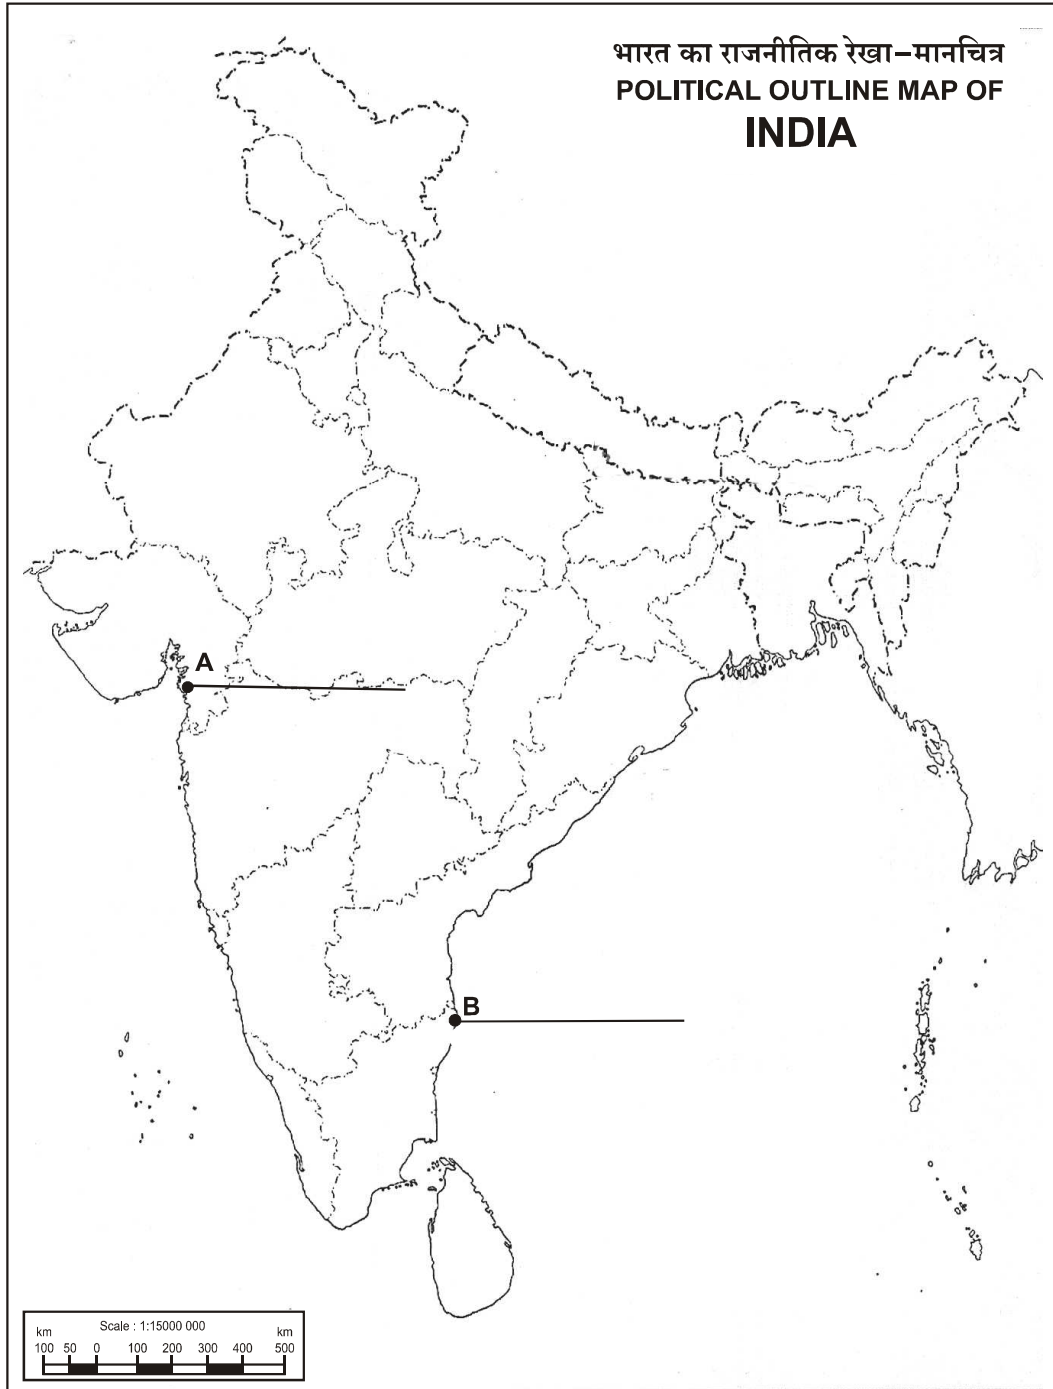 भारत का राजनीतिक रेखा-मानचित्र
POLITICAL OUTLINE MAP OF
INDIA
A
B
Scale : 1:15000 000
km km
100 50 0 100 200 300 400 500